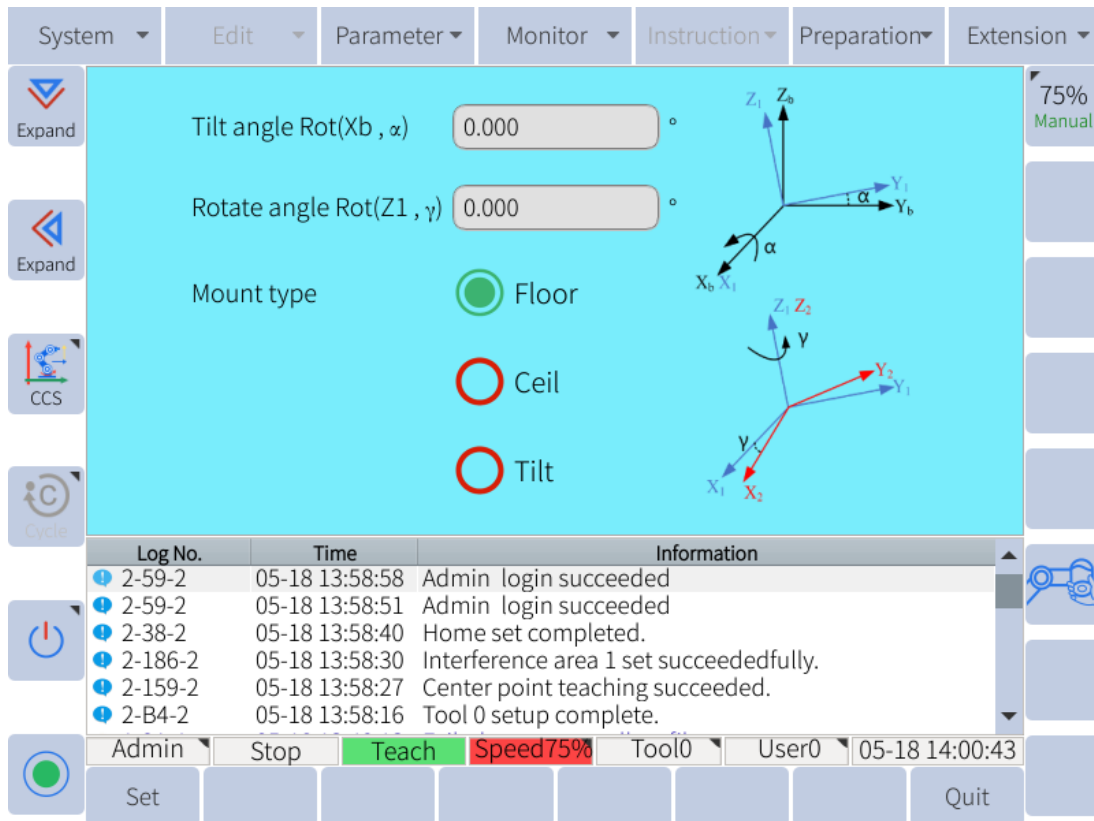 System Edit Parameter Monitor Instruction Preparation Extension
Expand
75%
Manual
Tilt angle Rot(Xb , α) 0.000 °
Zı Zb
Y₁
α
Yb
α
Xb X₁
Rotate angle Rot(Z1 , γ) 0.000 °
Expand
Mount type Floor
Z₁ Z₂
γ
Y₂
Y₁
γ
X₁ X₂
CCS
Ceil
Tilt
Cycle
Log No. Time Information
2-59-2 05-18 13:58:58 Admin login succeeded
2-59-2 05-18 13:58:51 Admin login succeeded
2-38-2 05-18 13:58:40 Home set completed.
2-186-2 05-18 13:58:30 Interference area 1 set succeededfully.
2-159-2 05-18 13:58:27 Center point teaching succeeded.
2-B4-2 05-18 13:58:16 Tool 0 setup complete.
Admin Stop Teach Speed75% Tool0 User0 05-18 14:00:43
Set Quit